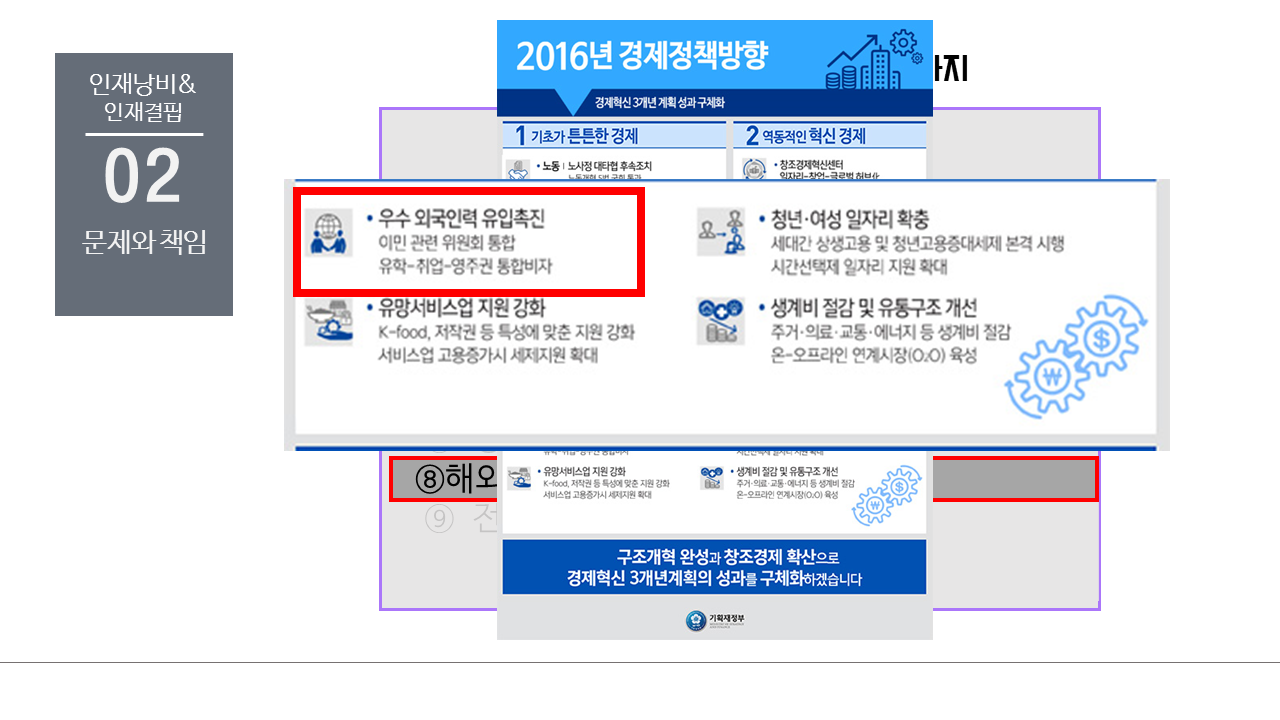 인재낭비&
인재결핍
02
문제와 책임
2016년 경제정책방향
지
경제혁신 3개년 계획 성과 구체화
1 기초가 튼튼한 경제
2 역동적인 혁신 경제
• 노동 | 노사정 대타협 후속조치
• 창조경제혁신센터
• 우수 외국인력 유입촉진
이민 관련 위원회 통합
유학-취업-영주권 통합비자
• 청년·여성 일자리 확충
세대간 상생고용 및 청년고용증대세제 본격 시행
시간선택제 일자리 지원 확대
• 유망서비스업 지원 강화
K-food, 저작권 등 특성에 맞춘 지원 강화
서비스업 고용증가시 세제지원 확대
• 생계비 절감 및 유통구조 개선
주거·의료·교통·에너지 등 생계비 절감
온-오프라인 연계시장(O2O) 육성
⑧해외
• 유망서비스업 지원 강화
K-food, 저작권 등 특성에 맞춘 지원 강화
서비스업 고용증가시 세제지원 확대
• 생계비 절감 및 유통구조 개선
주거·의료·교통·에너지 등 생계비 절감
온-오프라인 연계시장(O2O) 육성
⑨ 전
구조개혁 완성과 창조경제 확산으로
경제혁신 3개년계획의 성과를 구체화하겠습니다
기획재정부